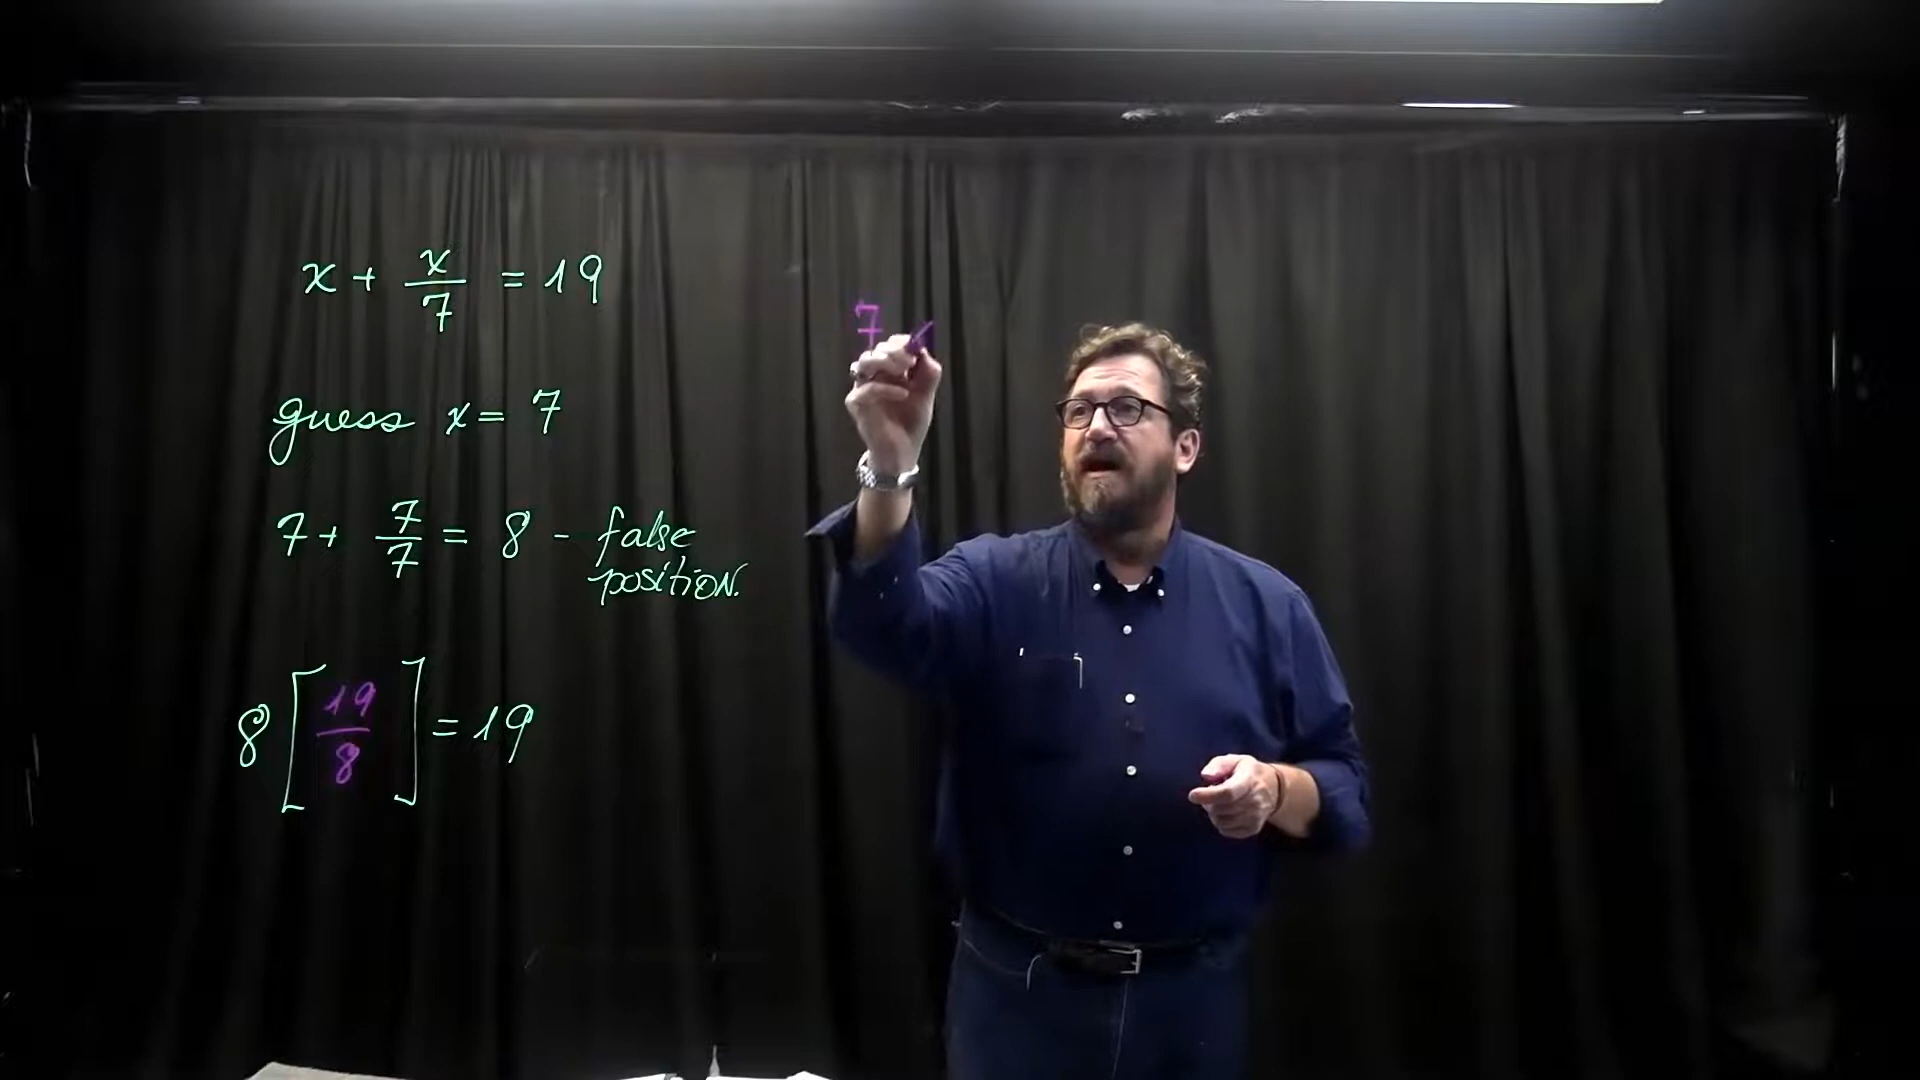 x + x/7 = 19
guess x = 7
7 + 7/7 = 8 - false
position.
8 [ 19/8 ] = 19
7